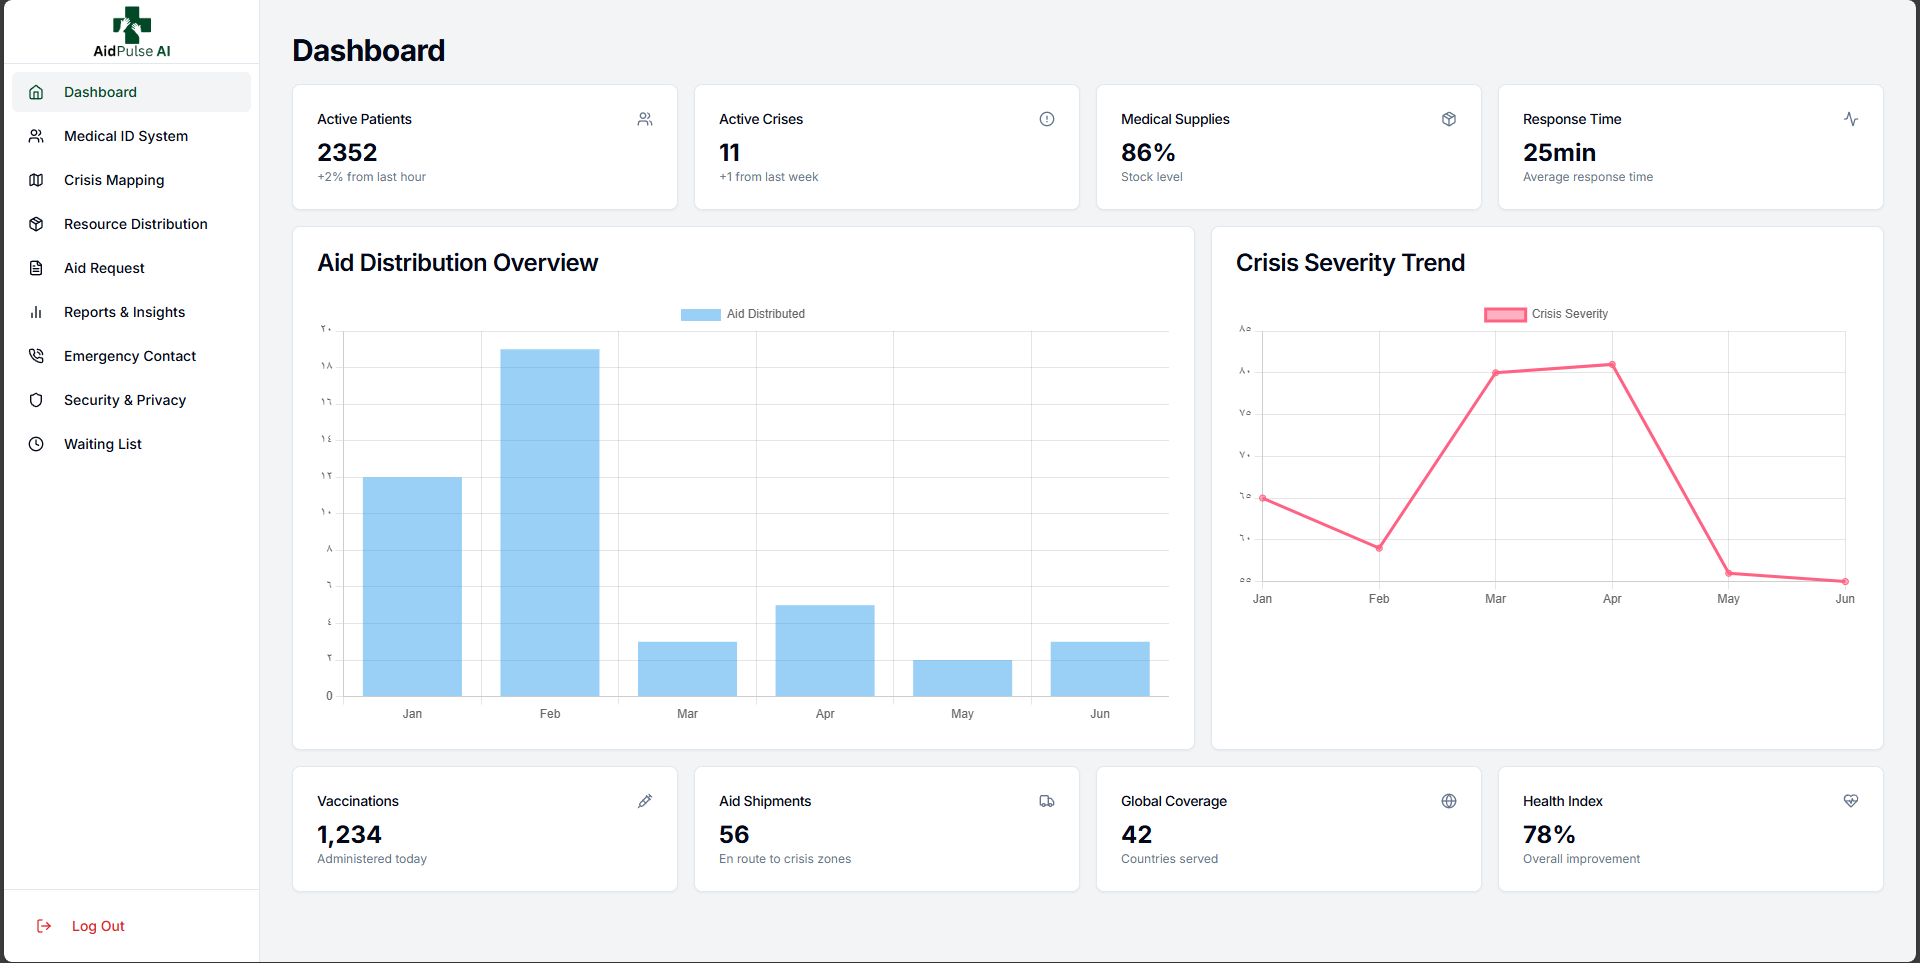 AidPulse AI
Dashboard
Medical ID System
Crisis Mapping
Resource Distribution
Aid Request
Reports & Insights
Emergency Contact
Security & Privacy
Waiting List
Log Out
Dashboard
Active Patients
2352
+2% from last hour
Active Crises
11
+1 from last week
Medical Supplies
86%
Stock level
Response Time
25min
Average response time
Aid Distribution Overview
Aid Distributed
٢٠
١٨
١٦
١٤
١٢
١٠
٨
٦
٤
٢
0
Jan Feb Mar Apr May Jun
Crisis Severity Trend
Crisis Severity
٨٥
٨٠
٧٥
٧٠
٦٥
٦٠
٥٥
Jan Feb Mar Apr May Jun
Vaccinations
1,234
Administered today
Aid Shipments
56
En route to crisis zones
Global Coverage
42
Countries served
Health Index
78%
Overall improvement